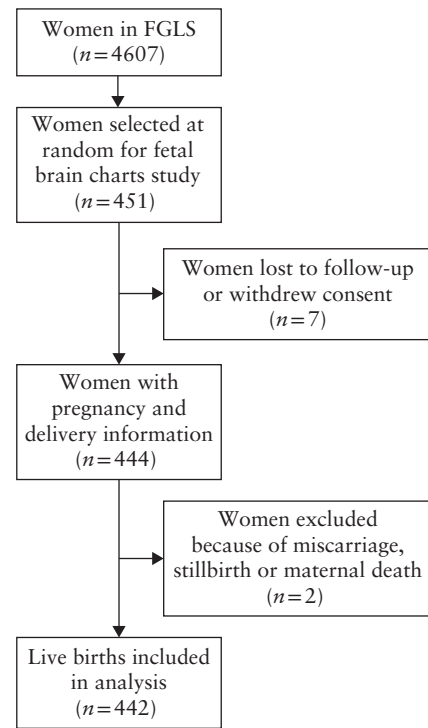 Women in FGLS
(n=4607)
Women selected at
random for fetal
brain charts study
(n=451)
Women lost to follow-up
or withdrew consent
(n=7)
Women with
pregnancy and
delivery information
(n=444)
Women excluded
because of miscarriage,
stillbirth or maternal death
(n=2)
Live births included
in analysis
(n=442)